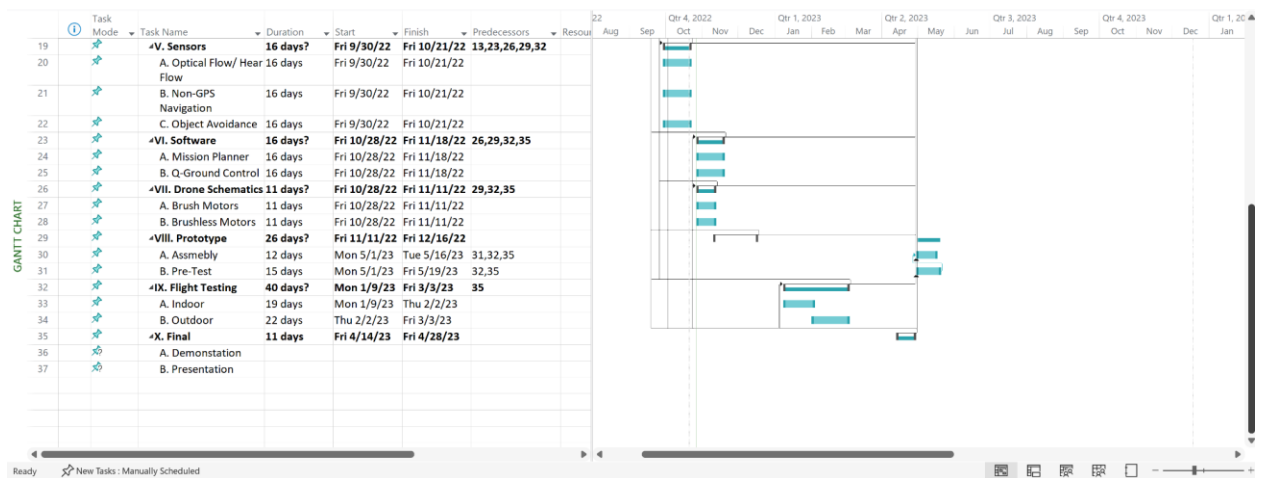 22 Qtr 4, 2022 Qtr 1, 2023 Qtr 2, 2023 Qtr 3, 2023 Qtr 4, 2023 Qtr 1, 20
Task
Mode Task Name Duration Start Finish Predecessors Resour Aug Sep Oct Nov Dec Jan Feb Mar Apr May Jun Jul Aug Sep Oct Nov Dec Jan
19 V. Sensors 16 days? Fri 9/30/22 Fri 10/21/22 13,23,26,29,32
20 A. Optical Flow/ Hear 16 days Fri 9/30/22 Fri 10/21/22
Flow
21 B. Non-GPS 16 days Fri 9/30/22 Fri 10/21/22
Navigation
22 C. Object Avoidance 16 days Fri 9/30/22 Fri 10/21/22
23 VI. Software 16 days? Fri 10/28/22 Fri 11/18/22 26,29,32,35
24 A. Mission Planner 16 days Fri 10/28/22 Fri 11/18/22
25 B. Q-Ground Control 16 days Fri 10/28/22 Fri 11/18/22
26 VII. Drone Schematics 11 days? Fri 10/28/22 Fri 11/11/22 29,32,35
27 A. Brush Motors 11 days Fri 10/28/22 Fri 11/11/22
28 B. Brushless Motors 11 days Fri 10/28/22 Fri 11/11/22
29 VIII. Prototype 26 days? Fri 11/11/22 Fri 12/16/22
30 A. Assmebly 12 days Mon 5/1/23 Tue 5/16/23 31,32,35
31 B. Pre-Test 15 days Mon 5/1/23 Fri 5/19/23 32,35
32 IX. Flight Testing 40 days? Mon 1/9/23 Fri 3/3/23 35
33 A. Indoor 19 days Mon 1/9/23 Thu 2/2/23
34 B. Outdoor 22 days Thu 2/2/23 Fri 3/3/23
35 X. Final 11 days Fri 4/14/23 Fri 4/28/23
36 A. Demonstation
37 B. Presentation
GANTT CHART
Ready New Tasks : Manually Scheduled